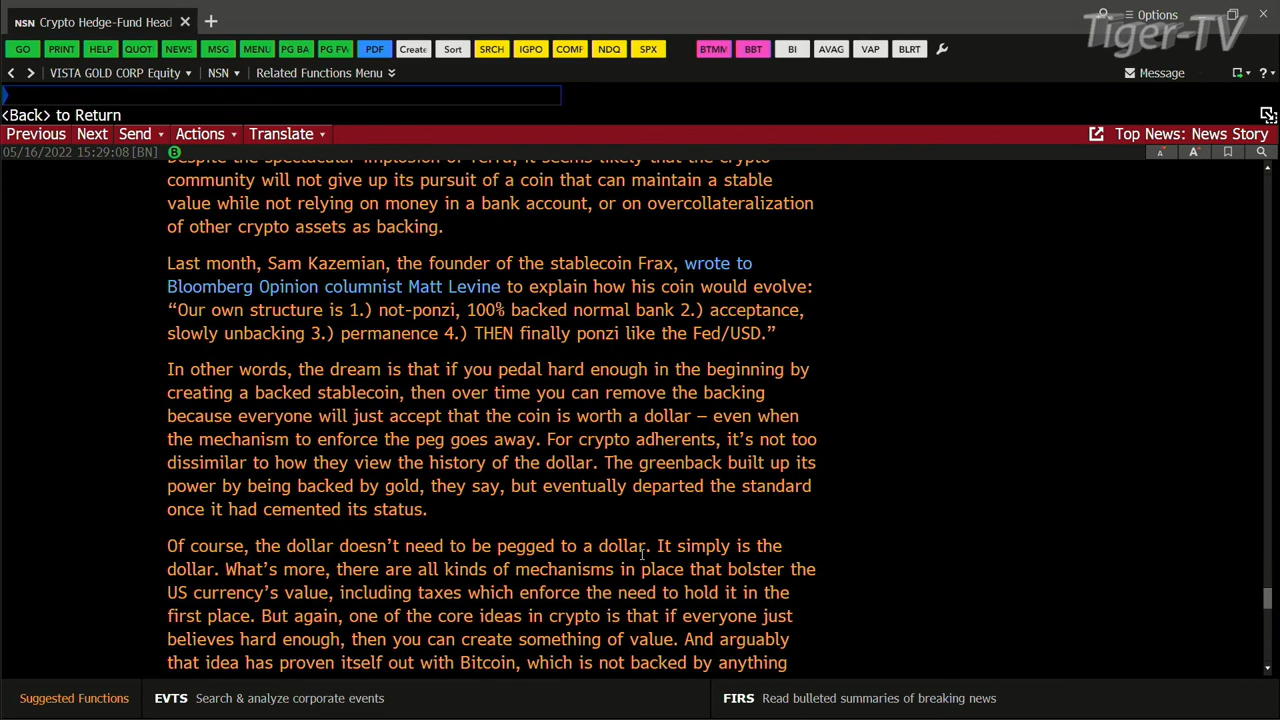 NSN Crypto Hedge-Fund Head
Options
Tiger-TV
GO PRINT HELP QUOT NEWS MSG MENU PG BA PG FW PDF Create Sort SRCH IGPO COMF NDQ SPX BTMM BBT BI AVAG VAP BLRT
VISTA GOLD CORP Equity NSN Related Functions Menu Message
<Back> to Return
Previous Next Send Actions Translate Top News: News Story
05/16/2022 15:29:08 [BN] B
Despite the spectacular implosion of Terra, it seems likely that the crypto
community will not give up its pursuit of a coin that can maintain a stable
value while not relying on money in a bank account, or on overcollateralization
of other crypto assets as backing.
Last month, Sam Kazemian, the founder of the stablecoin Frax, wrote to
Bloomberg Opinion columnist Matt Levine to explain how his coin would evolve:
“Our own structure is 1.) not-ponzi, 100% backed normal bank 2.) acceptance,
slowly unbacking 3.) permanence 4.) THEN finally ponzi like the Fed/USD.”
In other words, the dream is that if you pedal hard enough in the beginning by
creating a backed stablecoin, then over time you can remove the backing
because everyone will just accept that the coin is worth a dollar – even when
the mechanism to enforce the peg goes away. For crypto adherents, it’s not too
dissimilar to how they view the history of the dollar. The greenback built up its
power by being backed by gold, they say, but eventually departed the standard
once it had cemented its status.
Of course, the dollar doesn’t need to be pegged to a dollar. It simply is the
dollar. What’s more, there are all kinds of mechanisms in place that bolster the
US currency’s value, including taxes which enforce the need to hold it in the
first place. But again, one of the core ideas in crypto is that if everyone just
believes hard enough, then you can create something of value. And arguably
that idea has proven itself out with Bitcoin, which is not backed by anything
Suggested Functions EVTS Search & analyze corporate events FIRS Read bulleted summaries of breaking news